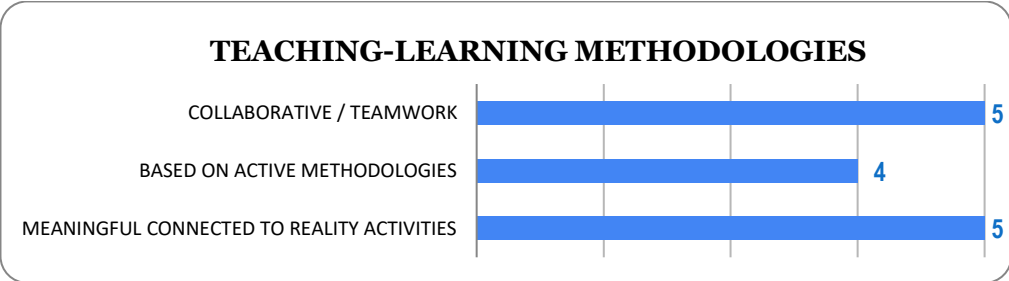 TEACHING-LEARNING METHODOLOGIES
COLLABORATIVE / TEAMWORK
5
BASED ON ACTIVE METHODOLOGIES
4
MEANINGFUL CONNECTED TO REALITY ACTIVITIES
5